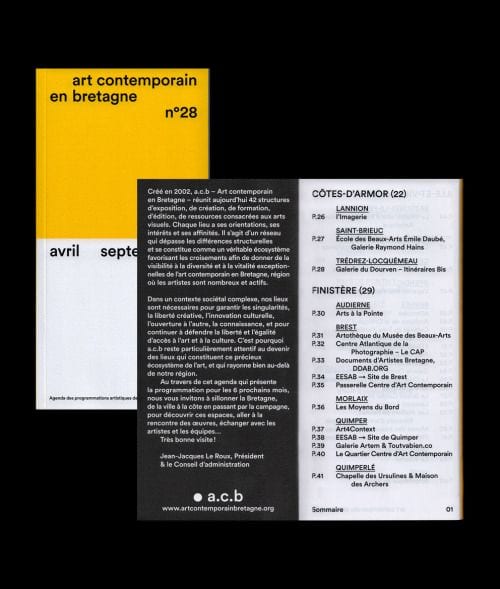 art contemporain
en bretagne
n°28
avril septe
Agenda des programmations artistiques de
Créé en 2002, a.c.b – Art contemporain
en Bretagne – réunit aujourd'hui 42 structures
d'exposition, de création, de formation,
d'édition, de ressources consacrées aux arts
visuels. Chaque lieu a ses orientations, ses
intérêts et ses affinités. Il s'agit d'un réseau
qui dépasse les différences structurelles
et se constitue comme un véritable écosystème
favorisant les croisements afin de donner de la
visibilité à la diversité et à la vitalité exception-
nelles de l'art contemporain en Bretagne, région
où les artistes sont nombreux et actifs.
Dans un contexte sociétal complexe, nos lieux
sont nécessaires pour garantir les singularités,
la liberté créative, l'innovation culturelle,
l'ouverture à l'autre, la connaissance, et pour
continuer à défendre la liberté et l'égalité
d'accès à l'art et à la culture. C'est pourquoi
a.c.b reste particulièrement attentif au devenir
des lieux qui constituent ce précieux
écosystème de l'art, et qui rayonne bien au-delà
de notre région.
Au travers de cet agenda qui présente
la programmation pour les 6 prochains mois,
nous vous invitons à sillonner la Bretagne,
de la ville à la côte en passant par la campagne,
pour découvrir ces espaces, aller à la
rencontre des œuvres, échanger avec les
artistes et les équipes...
Très bonne visite !
Jean-Jacques Le Roux, Président
& le Conseil d'administration
a.c.b
www.artcontemporainbretagne.org
CÔTES-D'ARMOR (22)
LANNION
P.26 l'Imagerie
SAINT-BRIEUC
P.27 École des Beaux-Arts Émile Daubé,
Galerie Raymond Hains
TRÉDREZ-LOCQUÉMEAU
P.28 Galerie du Dourven – Itinéraires Bis
FINISTÈRE (29)
AUDIERNE
P.30 Arts à la Pointe
BREST
P.31 Artothèque du Musée des Beaux-Arts
P.32 Centre Atlantique de la
Photographie – Le CAP
P.33 Documents d'Artistes Bretagne,
DDAB.ORG
P.34 EESAB → Site de Brest
P.35 Passerelle Centre d'Art Contemporain
MORLAIX
P.36 Les Moyens du Bord
QUIMPER
P.37 Art4Context
P.38 EESAB → Site de Quimper
P.39 Galerie Artem & Toutvabien.co
P.40 Le Quartier Centre d'Art Contemporain
QUIMPERLÉ
P.41 Chapelle des Ursulines & Maison
des Archers
Sommaire 01